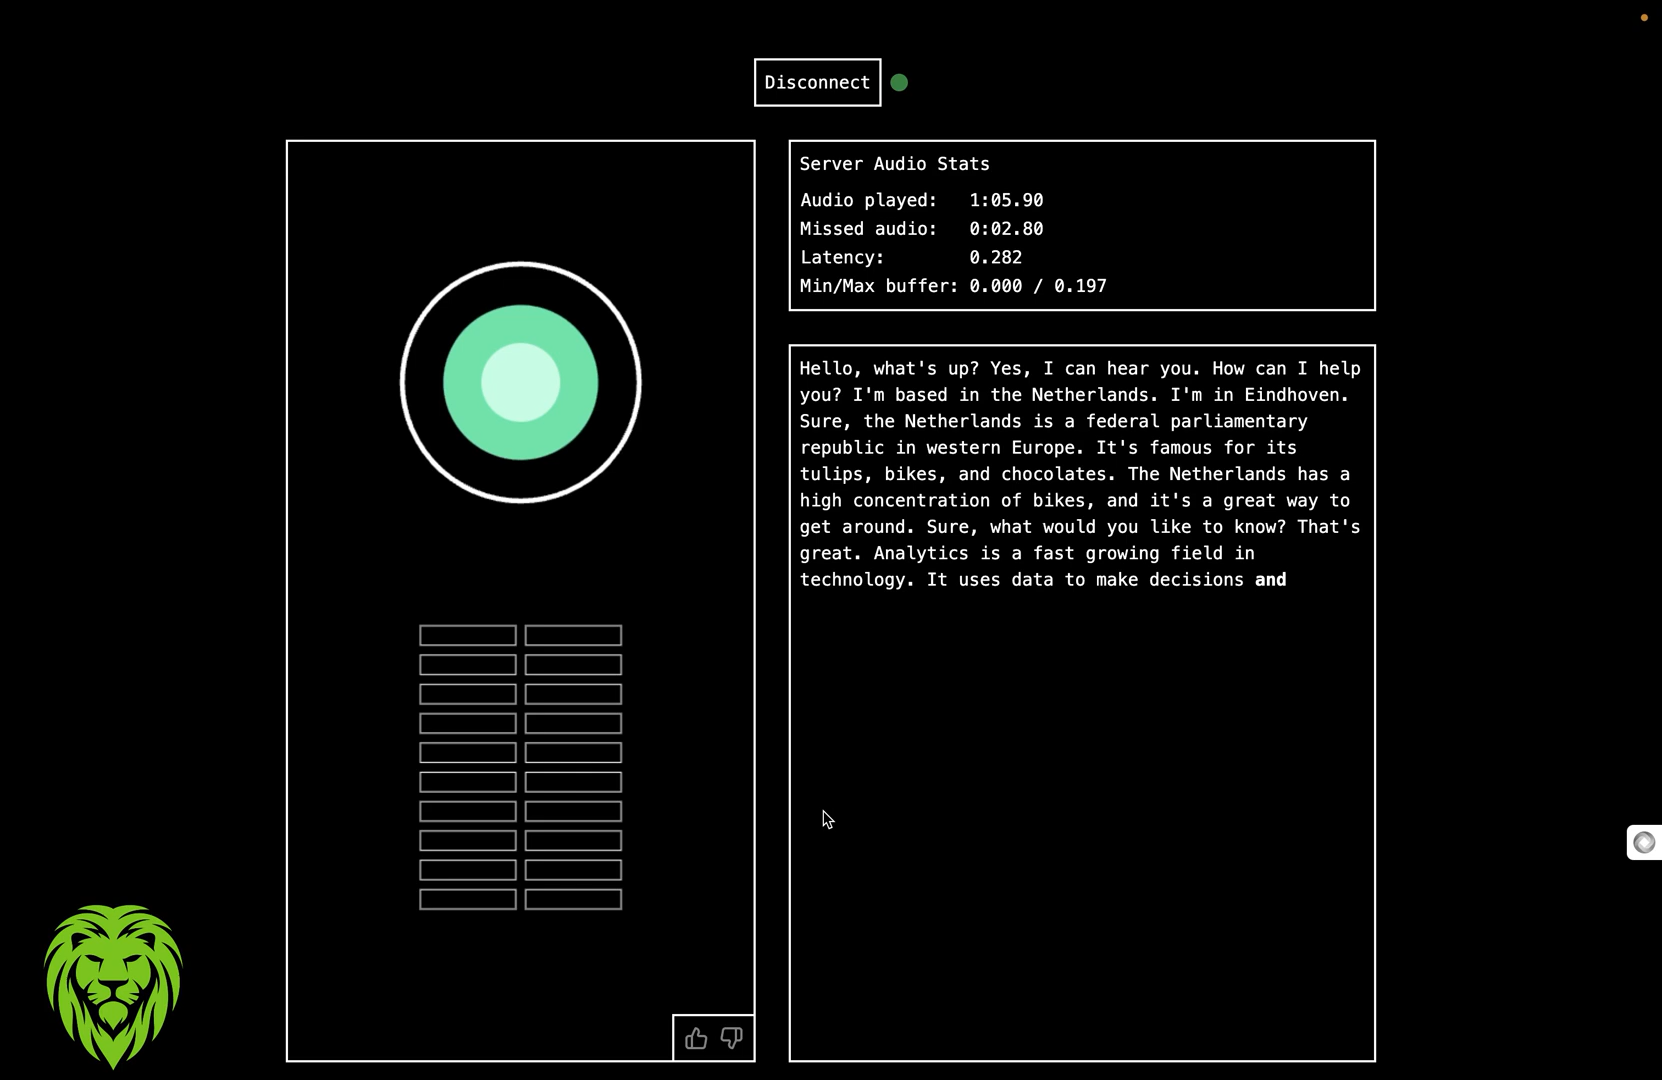 Disconnect
Server Audio Stats
Audio played: 1:05.90
Missed audio: 0:02.80
Latency: 0.282
Min/Max buffer: 0.000 / 0.197
Hello, what's up? Yes, I can hear you. How can I help
you? I'm based in the Netherlands. I'm in Eindhoven.
Sure, the Netherlands is a federal parliamentary
republic in western Europe. It's famous for its
tulips, bikes, and chocolates. The Netherlands has a
high concentration of bikes, and it's a great way to
get around. Sure, what would you like to know? That's
great. Analytics is a fast growing field in
technology. It uses data to make decisions and